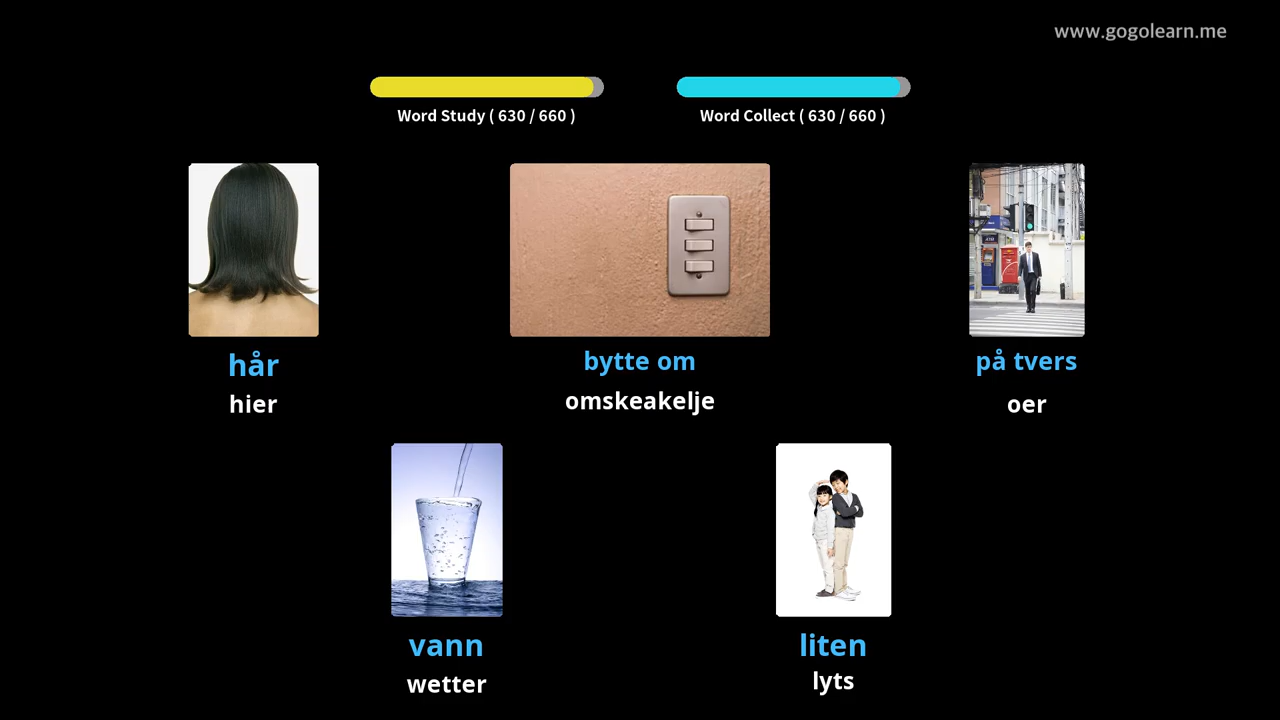 www.gogolearn.me
Word Study ( 630 / 660 )
Word Collect ( 630 / 660 )
hår
hier
bytte om
omskeakelje
på tvers
oer
vann
wetter
liten
lyts